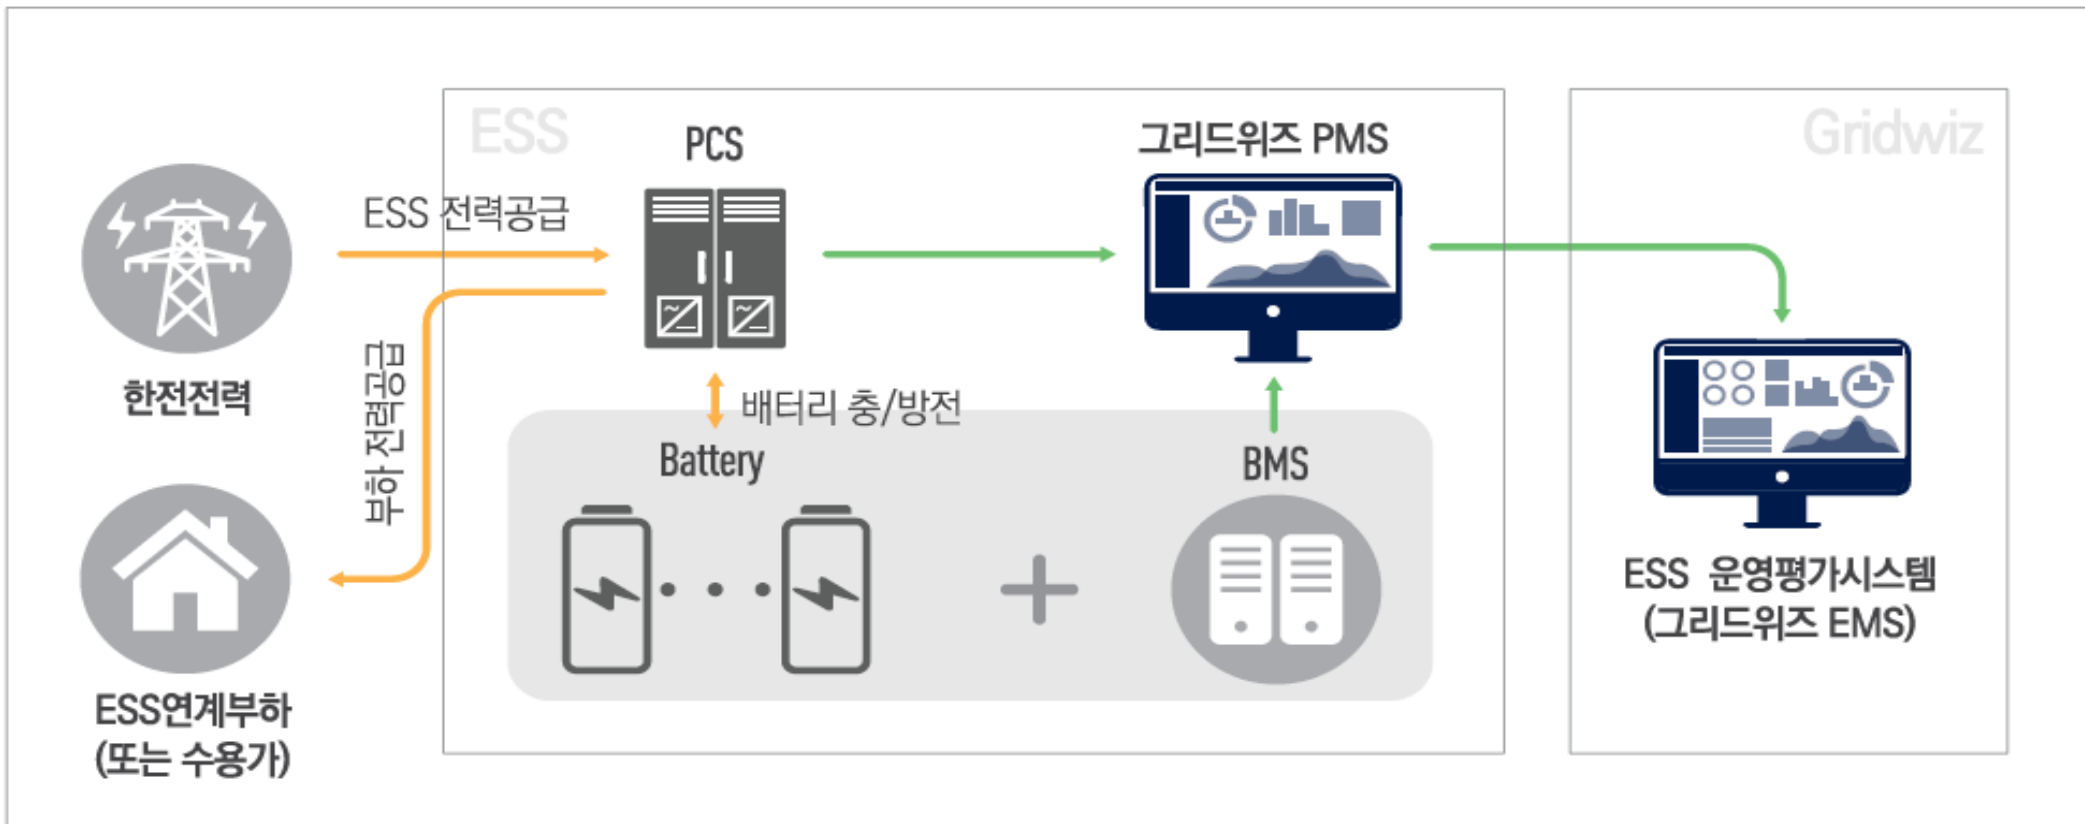 ESS
Gridwiz
PCS
그리드위즈 PMS
ESS 전력공급
한전전력
부하 전력공급
배터리 충/방전
Battery
BMS
ESS 운영평가시스템
(그리드위즈 EMS)
ESS연계부하
(또는 수용가)